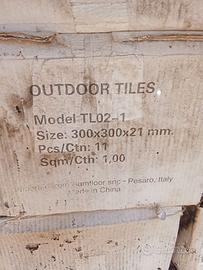 OUTDOOR TILES
Model TL02-1
Size: 300x300x21 mm.
Pcs/Ctn: 11
Sqm/Ctn: 1,00
Pesaro, Italy
Made in China